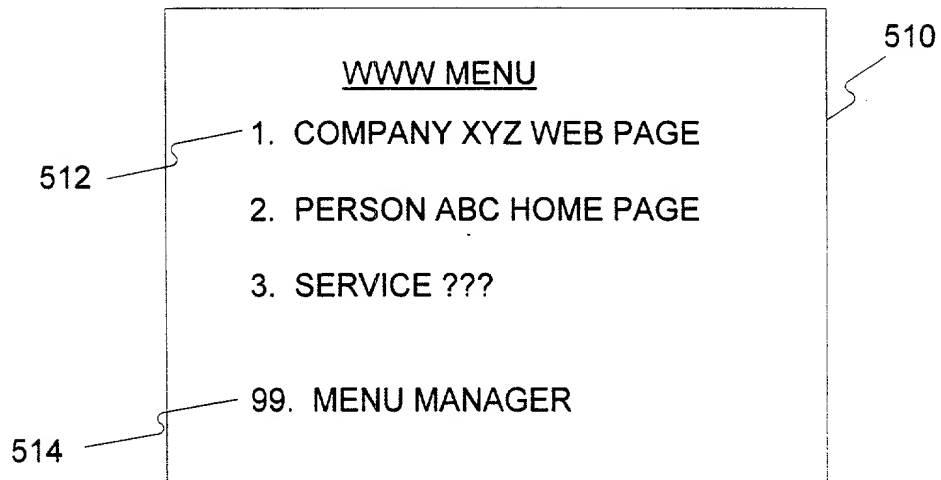 510
WWW MENU
1. COMPANY XYZ WEB PAGE
512
2. PERSON ABC HOME PAGE
3. SERVICE ???
99. MENU MANAGER
514